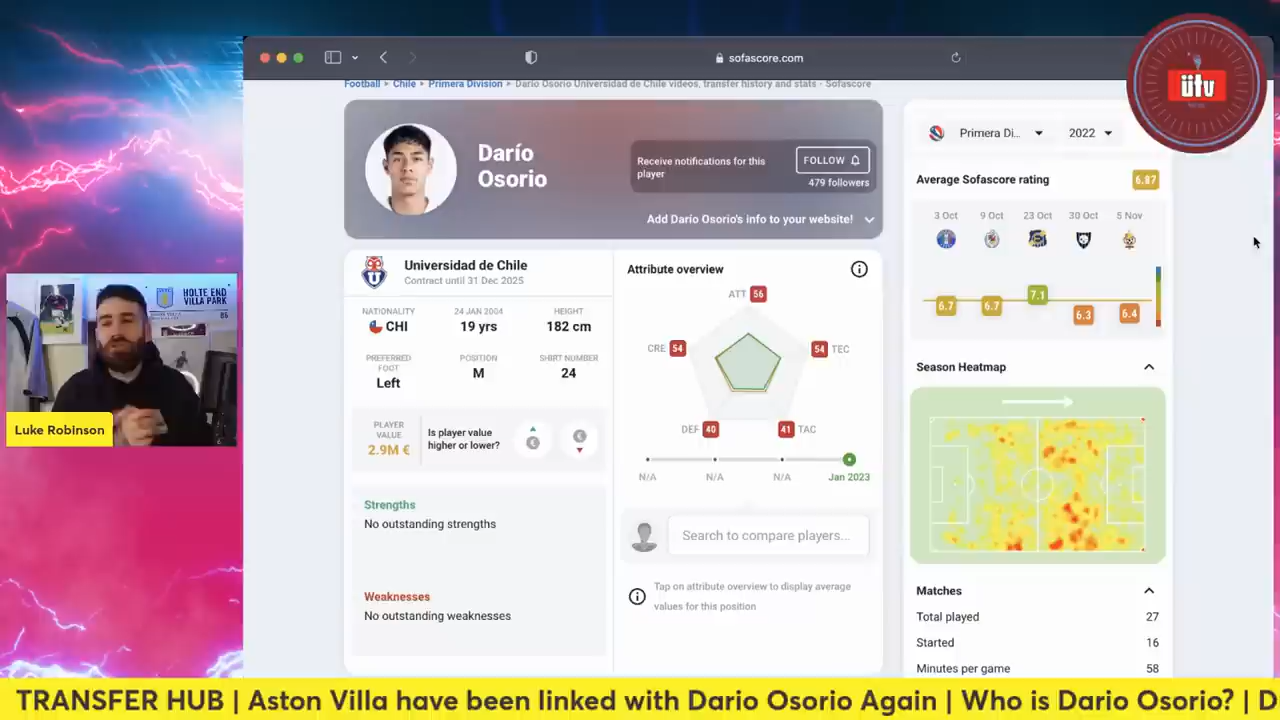 sofascore.com
Football > Chile > Primera Division > Dario Osorio Universidad de Chile videos, transfer history and stats - Sofascore
ütv
Darío
Osorio
Receive notifications for this
player
FOLLOW
479 followers
Add Darío Osorio's info to your website!
Universidad de Chile
Contract until 31 Dec 2025
NATIONALITY
CHI
24 JAN 2004
19 yrs
HEIGHT
182 cm
PREFERRED
FOOT
Left
POSITION
M
SHIRT NUMBER
24
PLAYER
VALUE
2.9M €
Is player value
higher or lower?
€
€
Strengths
No outstanding strengths
Weaknesses
No outstanding weaknesses
Attribute overview
ATT 56
CRE 54
54 TEC
DEF 40
41 TAC
N/A
N/A
N/A
Jan 2023
Search to compare players...
Tap on attribute overview to display average
values for this position
Primera Di...
2022
Average Sofascore rating
6.87
3 Oct
9 Oct
23 Oct
30 Oct
5 Nov
6.7
6.7
7.1
6.3
6.4
Season Heatmap
Matches
Total played 27
Started 16
Minutes per game 58
HOLTE END
VILLA PARK
Luke Robinson
TRANSFER HUB | Aston Villa have been linked with Dario Osorio Again | Who is Dario Osorio? | D